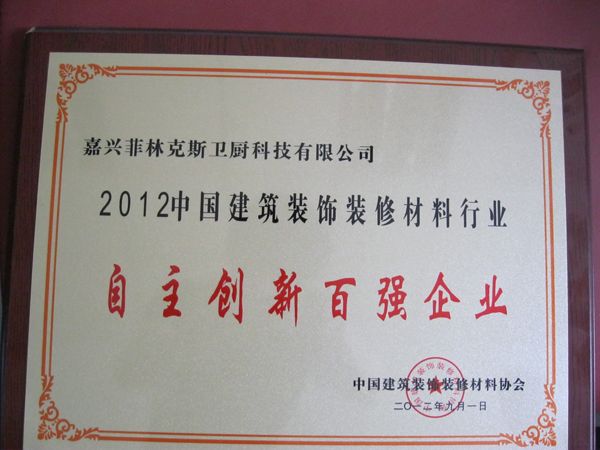 嘉兴菲林克斯卫厨科技有限公司
2012中国建筑装饰装修材料行业
自主创新百强企业
中国建筑装饰装修材料协会
二〇一二年九月一日